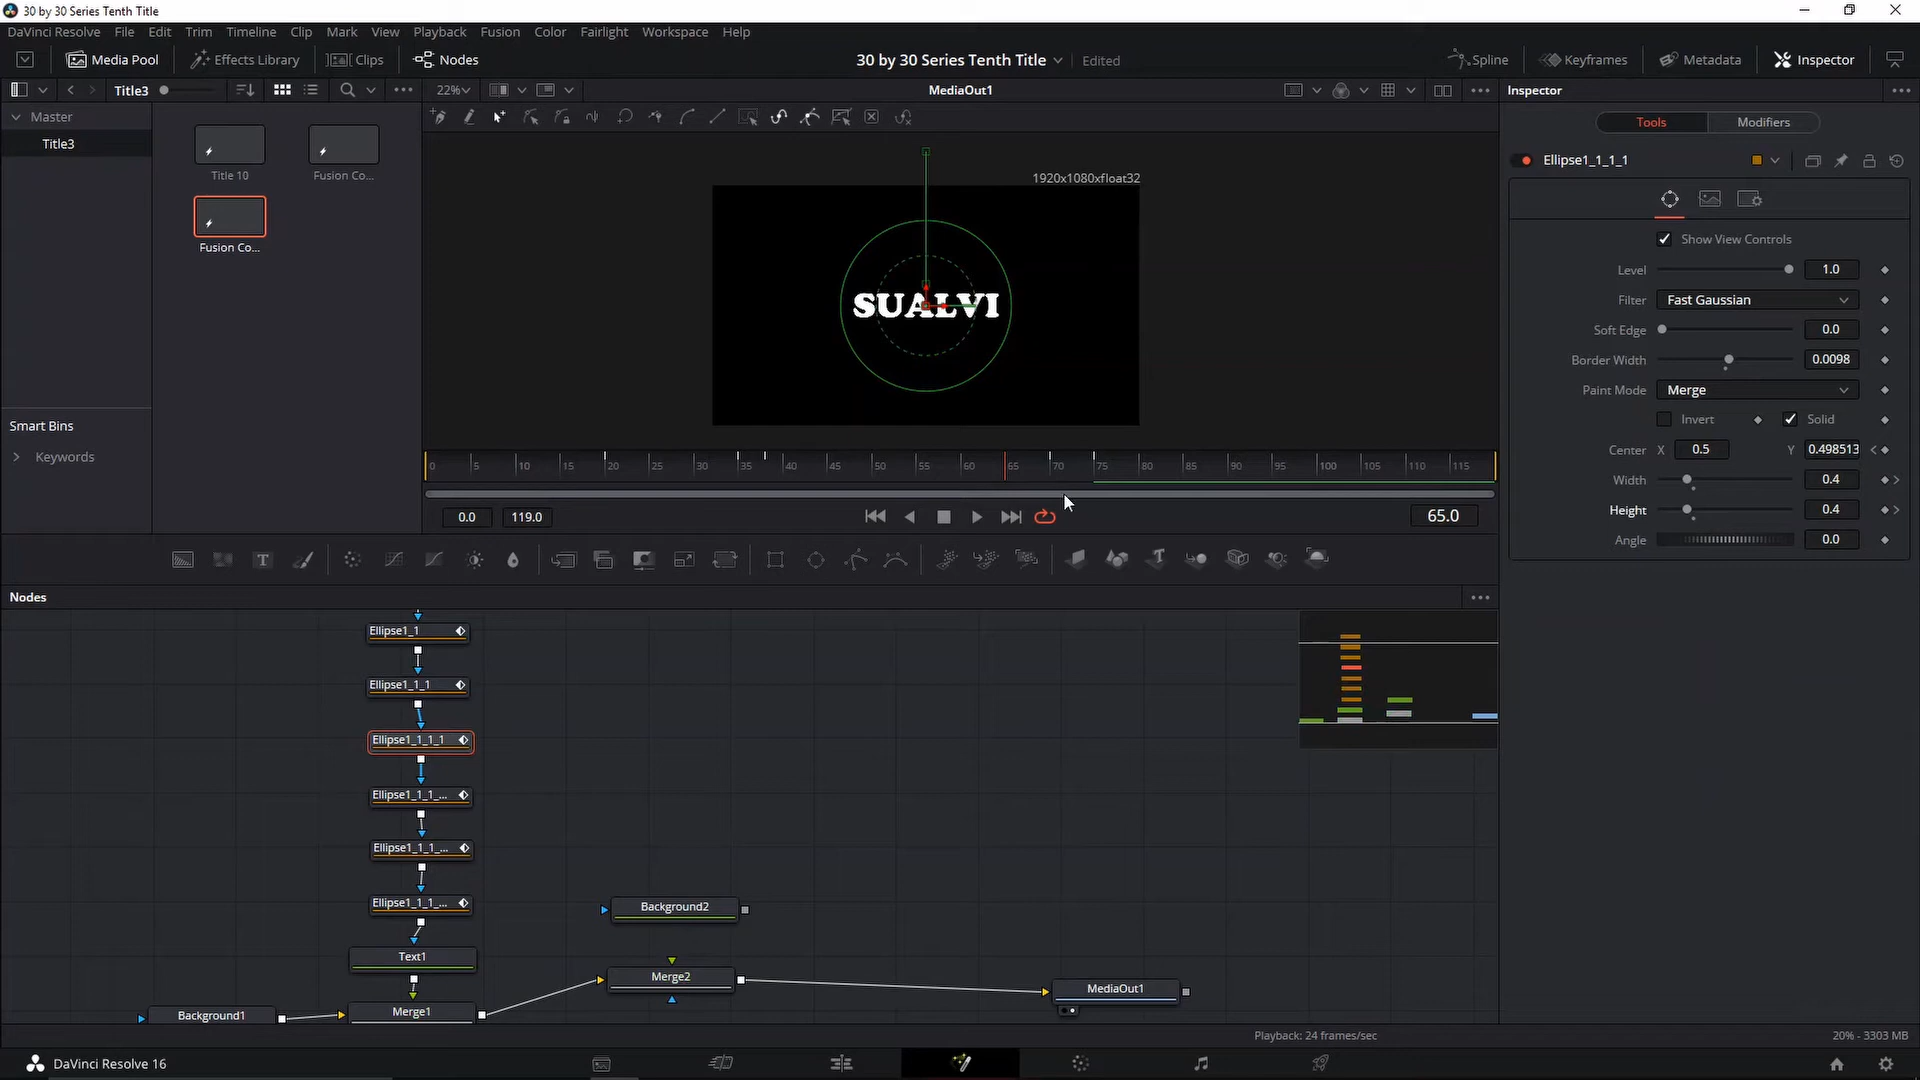 30 by 30 Series Tenth Title
DaVinci Resolve File Edit Trim Timeline Clip Mark View Playback Fusion Color Fairlight Workspace Help
Media Pool Effects Library Clips Nodes 30 by 30 Series Tenth Title Edited Spline Keyframes Metadata Inspector
Title3 22% MediaOut1 Inspector
Master
Title3
Title 10
Fusion Co...
Fusion Co...
Smart Bins
Keywords
1920x1080xfloat32
SUALVI
0 5 10 15 20 25 30 35 40 45 50 55 60 65 70 75 80 85 90 95 100 105 110 115
0.0 119.0 65.0
Tools Modifiers
Ellipse1_1_1_1
Show View Controls
Level 1.0
Filter Fast Gaussian
Soft Edge 0.0
Border Width 0.0098
Paint Mode Merge
Invert Solid
Center X 0.5 Y 0.498513
Width 0.4
Height 0.4
Angle 0.0
Nodes
Ellipse1_1
Ellipse1_1_1
Ellipse1_1_1_1
Ellipse1_1_1_...
Ellipse1_1_1_...
Ellipse1_1_1_...
Text1
Background2
Merge2
MediaOut1
Background1
Merge1
Playback: 24 frames/sec 20% - 3303 MB
DaVinci Resolve 16